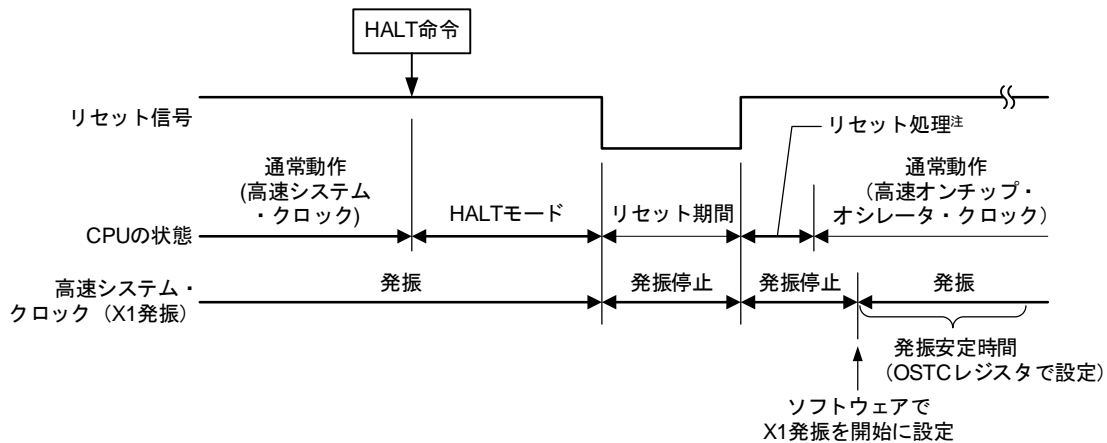 HALT命令
リセット信号
リセット処理注
通常動作
(高速システム
・クロック)
HALTモード
リセット期間
通常動作
（高速オンチップ・
オシレータ・クロック）
CPUの状態
高速システム・
クロック（X1発振）
発振
発振停止
発振停止
発振
発振安定時間
（OSTCレジスタで設定）
ソフトウェアで
X1発振を開始に設定